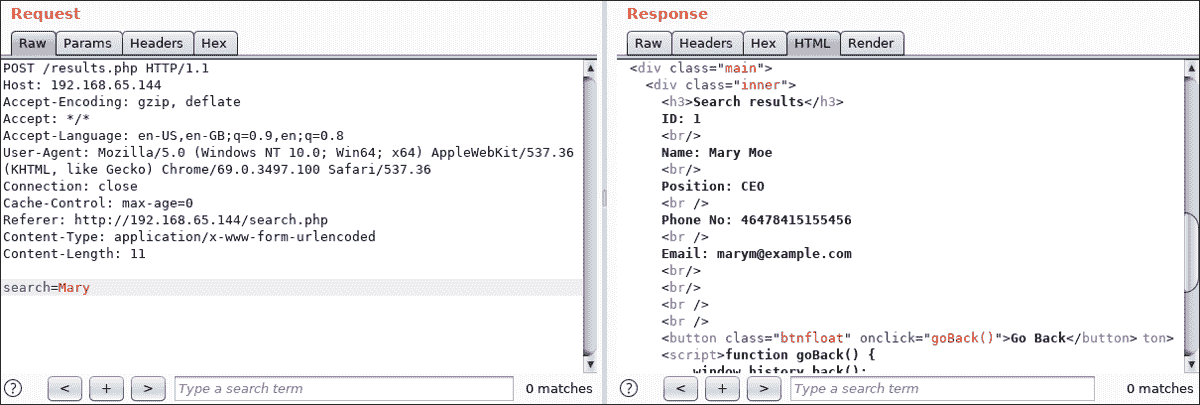 Request
Raw Params Headers Hex
POST /results.php HTTP/1.1
Host: 192.168.65.144
Accept-Encoding: gzip, deflate
Accept: */*
Accept-Language: en-US,en-GB;q=0.9,en;q=0.8
User-Agent: Mozilla/5.0 (Windows NT 10.0; Win64; x64) AppleWebKit/537.36
(KHTML, like Gecko) Chrome/69.0.3497.100 Safari/537.36
Connection: close
Cache-Control: max-age=0
Referer: http://192.168.65.144/search.php
Content-Type: application/x-www-form-urlencoded
Content-Length: 11
search=Mary
? < + > Type a search term 0 matches
Response
Raw Headers Hex HTML Render
<div class="main">
<div class="inner">
<h3>Search results</h3>
ID: 1
<br/>
Name: Mary Moe
<br/>
Position: CEO
<br />
Phone No: 46478415155456
<br />
Email: marym@example.com
<br/>
<br/>
<br />
<br />
<button class="btnfloat" onclick="goBack()">Go Back</button> ton>
<script>function goBack() {
window.history.back();
? < + > Type a search term 0 matches